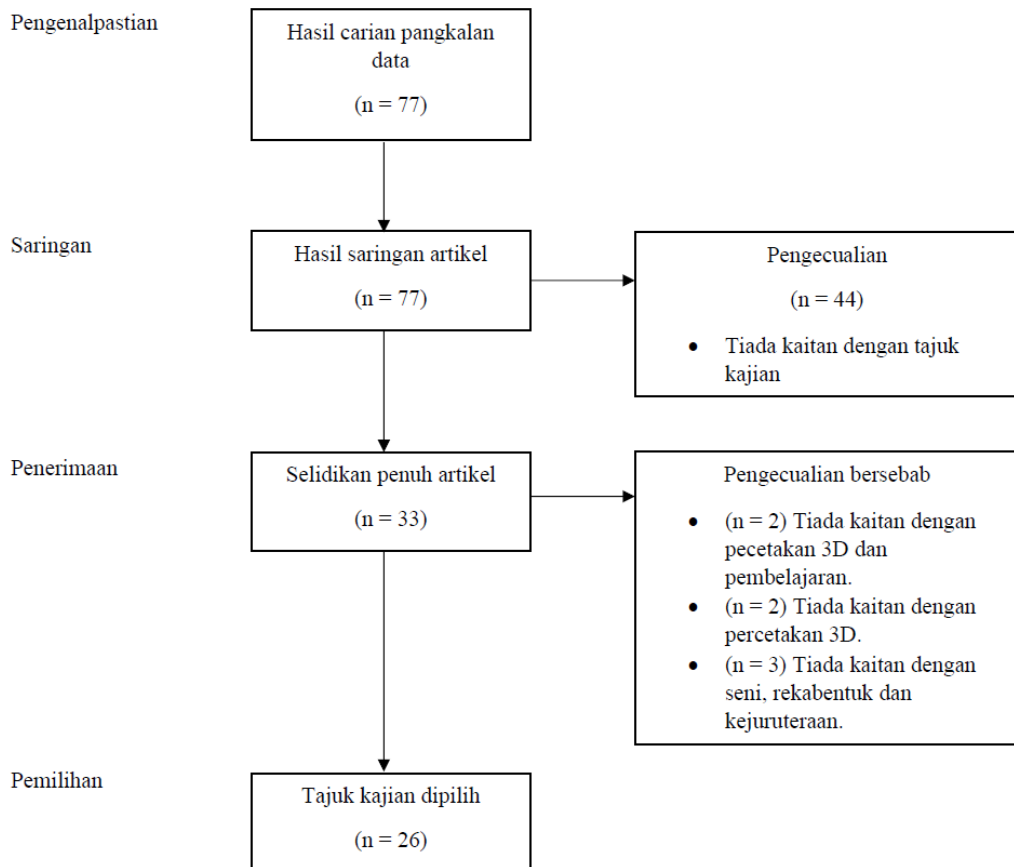 Pengenalpastian
Hasil carian pangkalan
data
(n = 77)
Saringan
Hasil saringan artikel
(n = 77)
Pengecualian
(n = 44)
• Tiada kaitan dengan tajuk
kajian
Penerimaan
Selidikan penuh artikel
(n = 33)
Pengecualian bersebab
• (n = 2) Tiada kaitan dengan
pecetakan 3D dan
pembelajaran.
• (n = 2) Tiada kaitan dengan
percetakan 3D.
• (n = 3) Tiada kaitan dengan
seni, rekabentuk dan
kejuruteraan.
Pemilihan
Tajuk kajian dipilih
(n = 26)